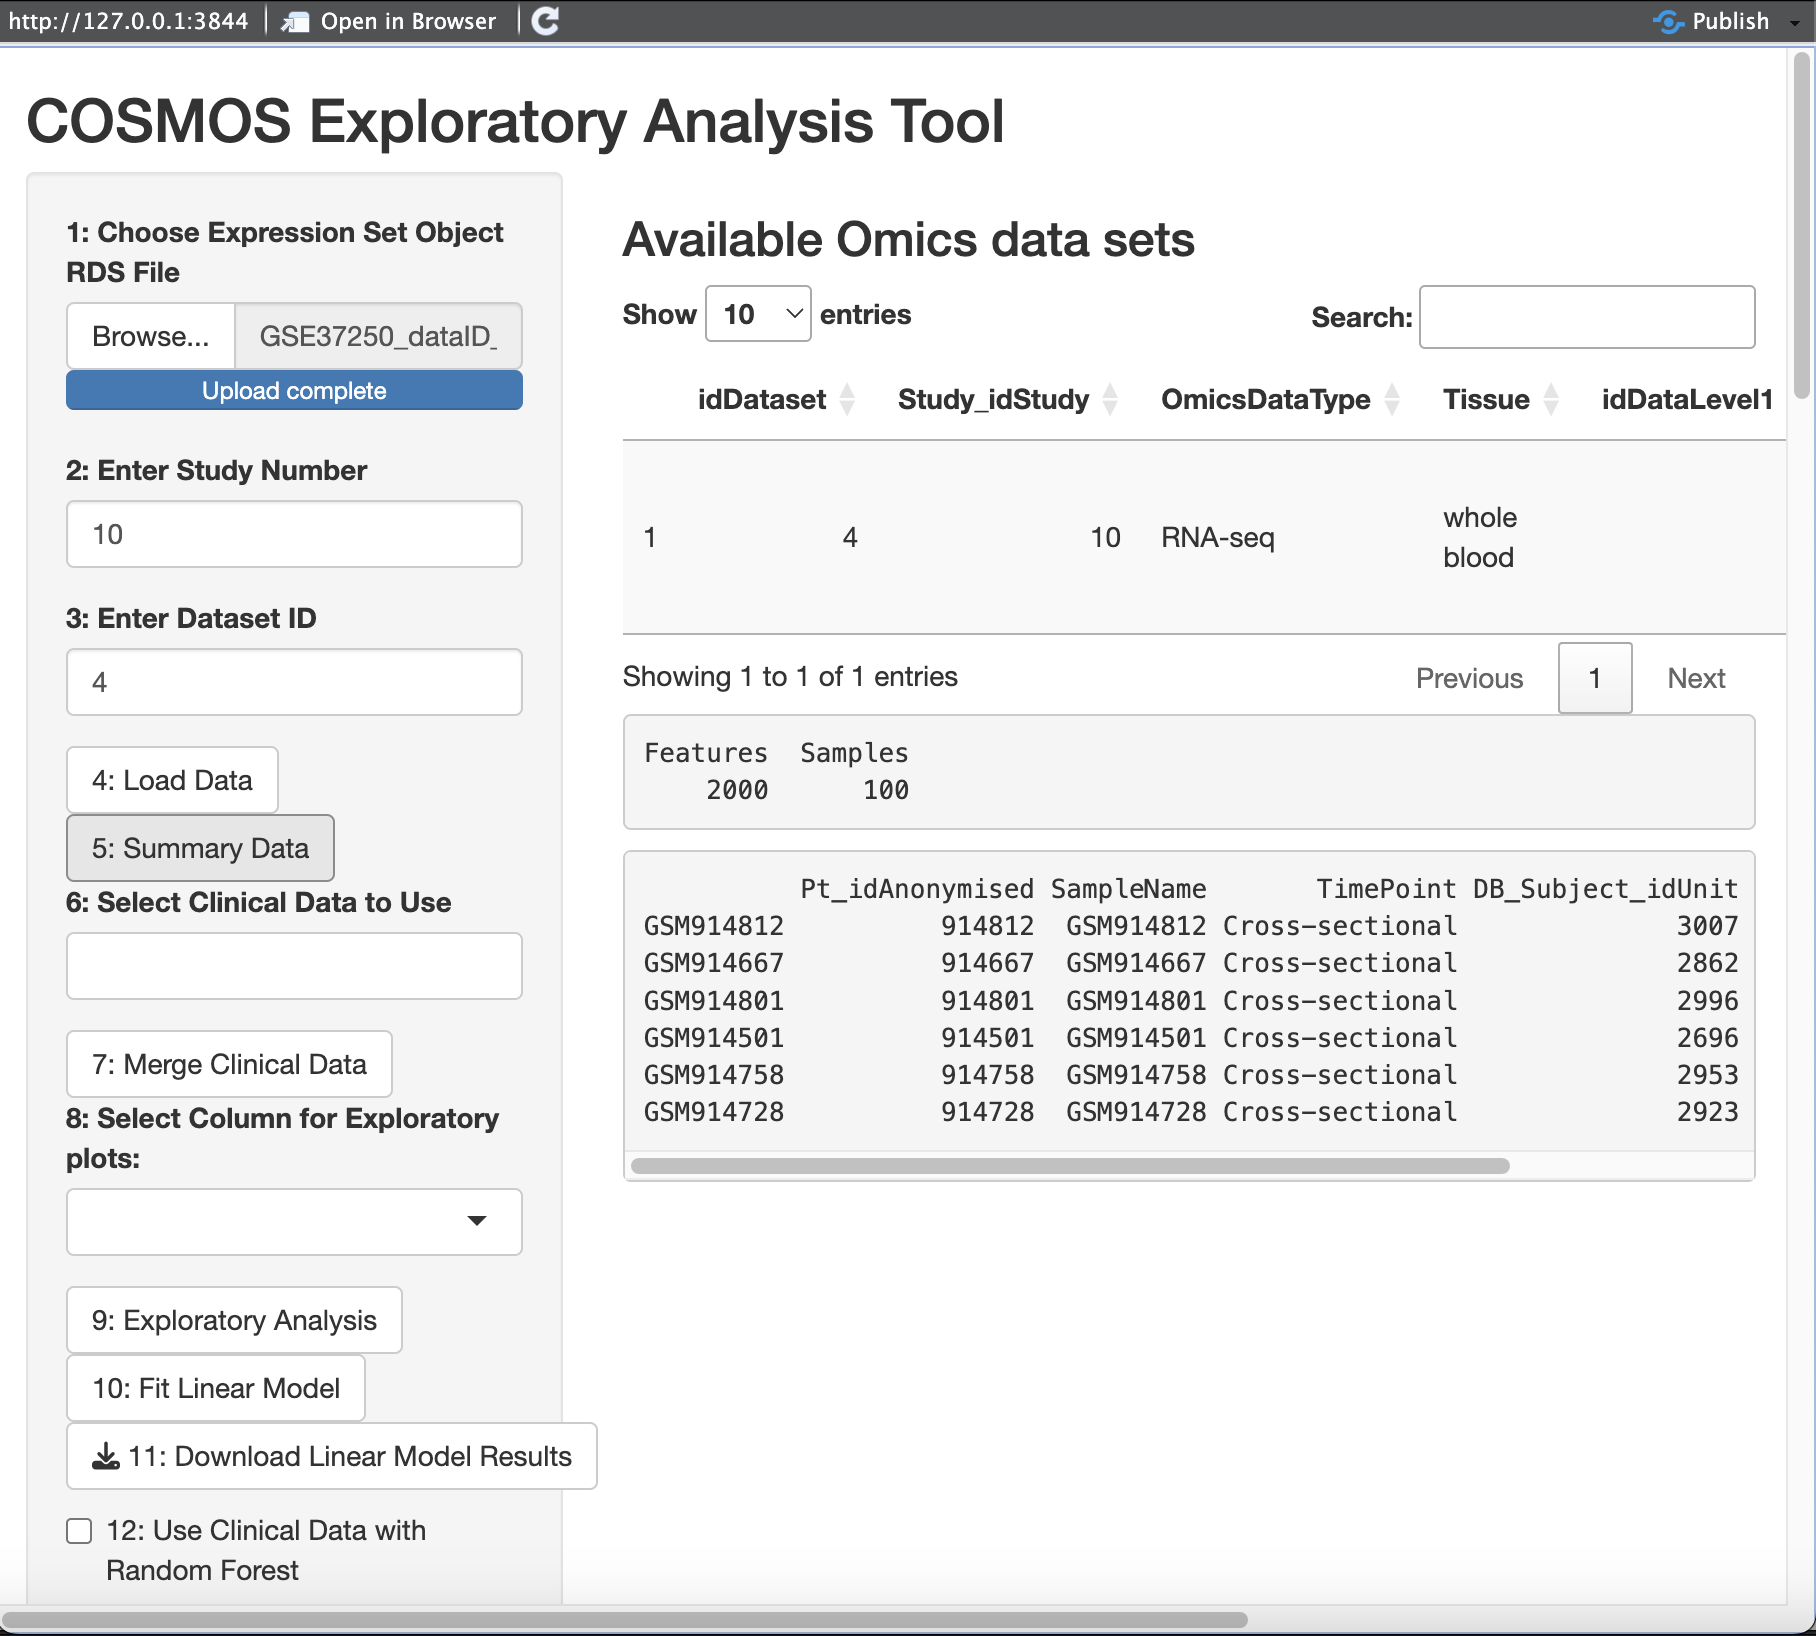 http://127.0.0.1:3844 Open in Browser Publish
COSMOS Exploratory Analysis Tool
1: Choose Expression Set Object
RDS File
Browse... GSE37250_dataID_
Upload complete
2: Enter Study Number
10
3: Enter Dataset ID
4
4: Load Data
5: Summary Data
6: Select Clinical Data to Use
7: Merge Clinical Data
8: Select Column for Exploratory
plots:
9: Exploratory Analysis
10: Fit Linear Model
11: Download Linear Model Results
12: Use Clinical Data with
Random Forest
Available Omics data sets
Show 10 entries Search:
idDataset Study_idStudy OmicsDataType Tissue idDataLevel1
1 4 10 RNA-seq whole
blood
Showing 1 to 1 of 1 entries Previous 1 Next
Features Samples
2000 100
Pt_idAnonymised SampleName TimePoint DB_Subject_idUnit
GSM914812 914812 GSM914812 Cross-sectional 3007
GSM914667 914667 GSM914667 Cross-sectional 2862
GSM914801 914801 GSM914801 Cross-sectional 2996
GSM914501 914501 GSM914501 Cross-sectional 2696
GSM914758 914758 GSM914758 Cross-sectional 2953
GSM914728 914728 GSM914728 Cross-sectional 2923